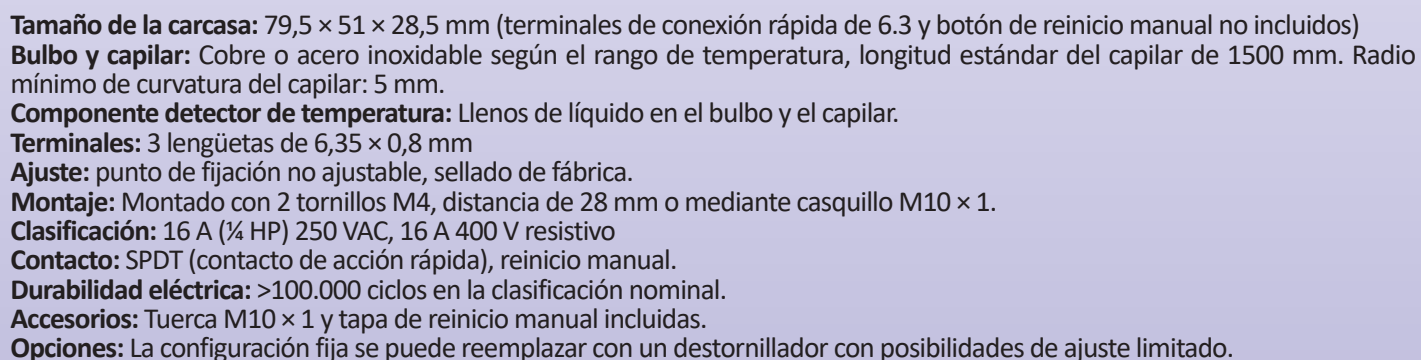 Tamaño de la carcasa: 79,5 × 51 × 28,5 mm (terminales de conexión rápida de 6.3 y botón de reinicio manual no incluidos)
Bulbo y capilar: Cobre o acero inoxidable según el rango de temperatura, longitud estándar del capilar de 1500 mm. Radio
mínimo de curvatura del capilar: 5 mm.
Componente detector de temperatura: Llenos de líquido en el bulbo y el capilar.
Terminales: 3 lengüetas de 6,35 × 0,8 mm
Ajuste: punto de fijación no ajustable, sellado de fábrica.
Montaje: Montado con 2 tornillos M4, distancia de 28 mm o mediante casquillo M10 × 1.
Clasificación: 16 A (¼ HP) 250 VAC, 16 A 400 V resistivo
Contacto: SPDT (contacto de acción rápida), reinicio manual.
Durabilidad eléctrica: >100.000 ciclos en la clasificación nominal.
Accesorios: Tuerca M10 × 1 y tapa de reinicio manual incluidas.
Opciones: La configuración fija se puede reemplazar con un destornillador con posibilidades de ajuste limitado.